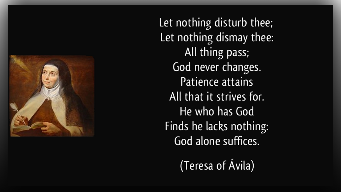 Let nothing disturb thee;
Let nothing dismay thee:
All thing pass;
God never changes.
Patience attains
All that it strives for.
He who has God
Finds he lacks nothing:
God alone suffices.
(Teresa of Ávila)